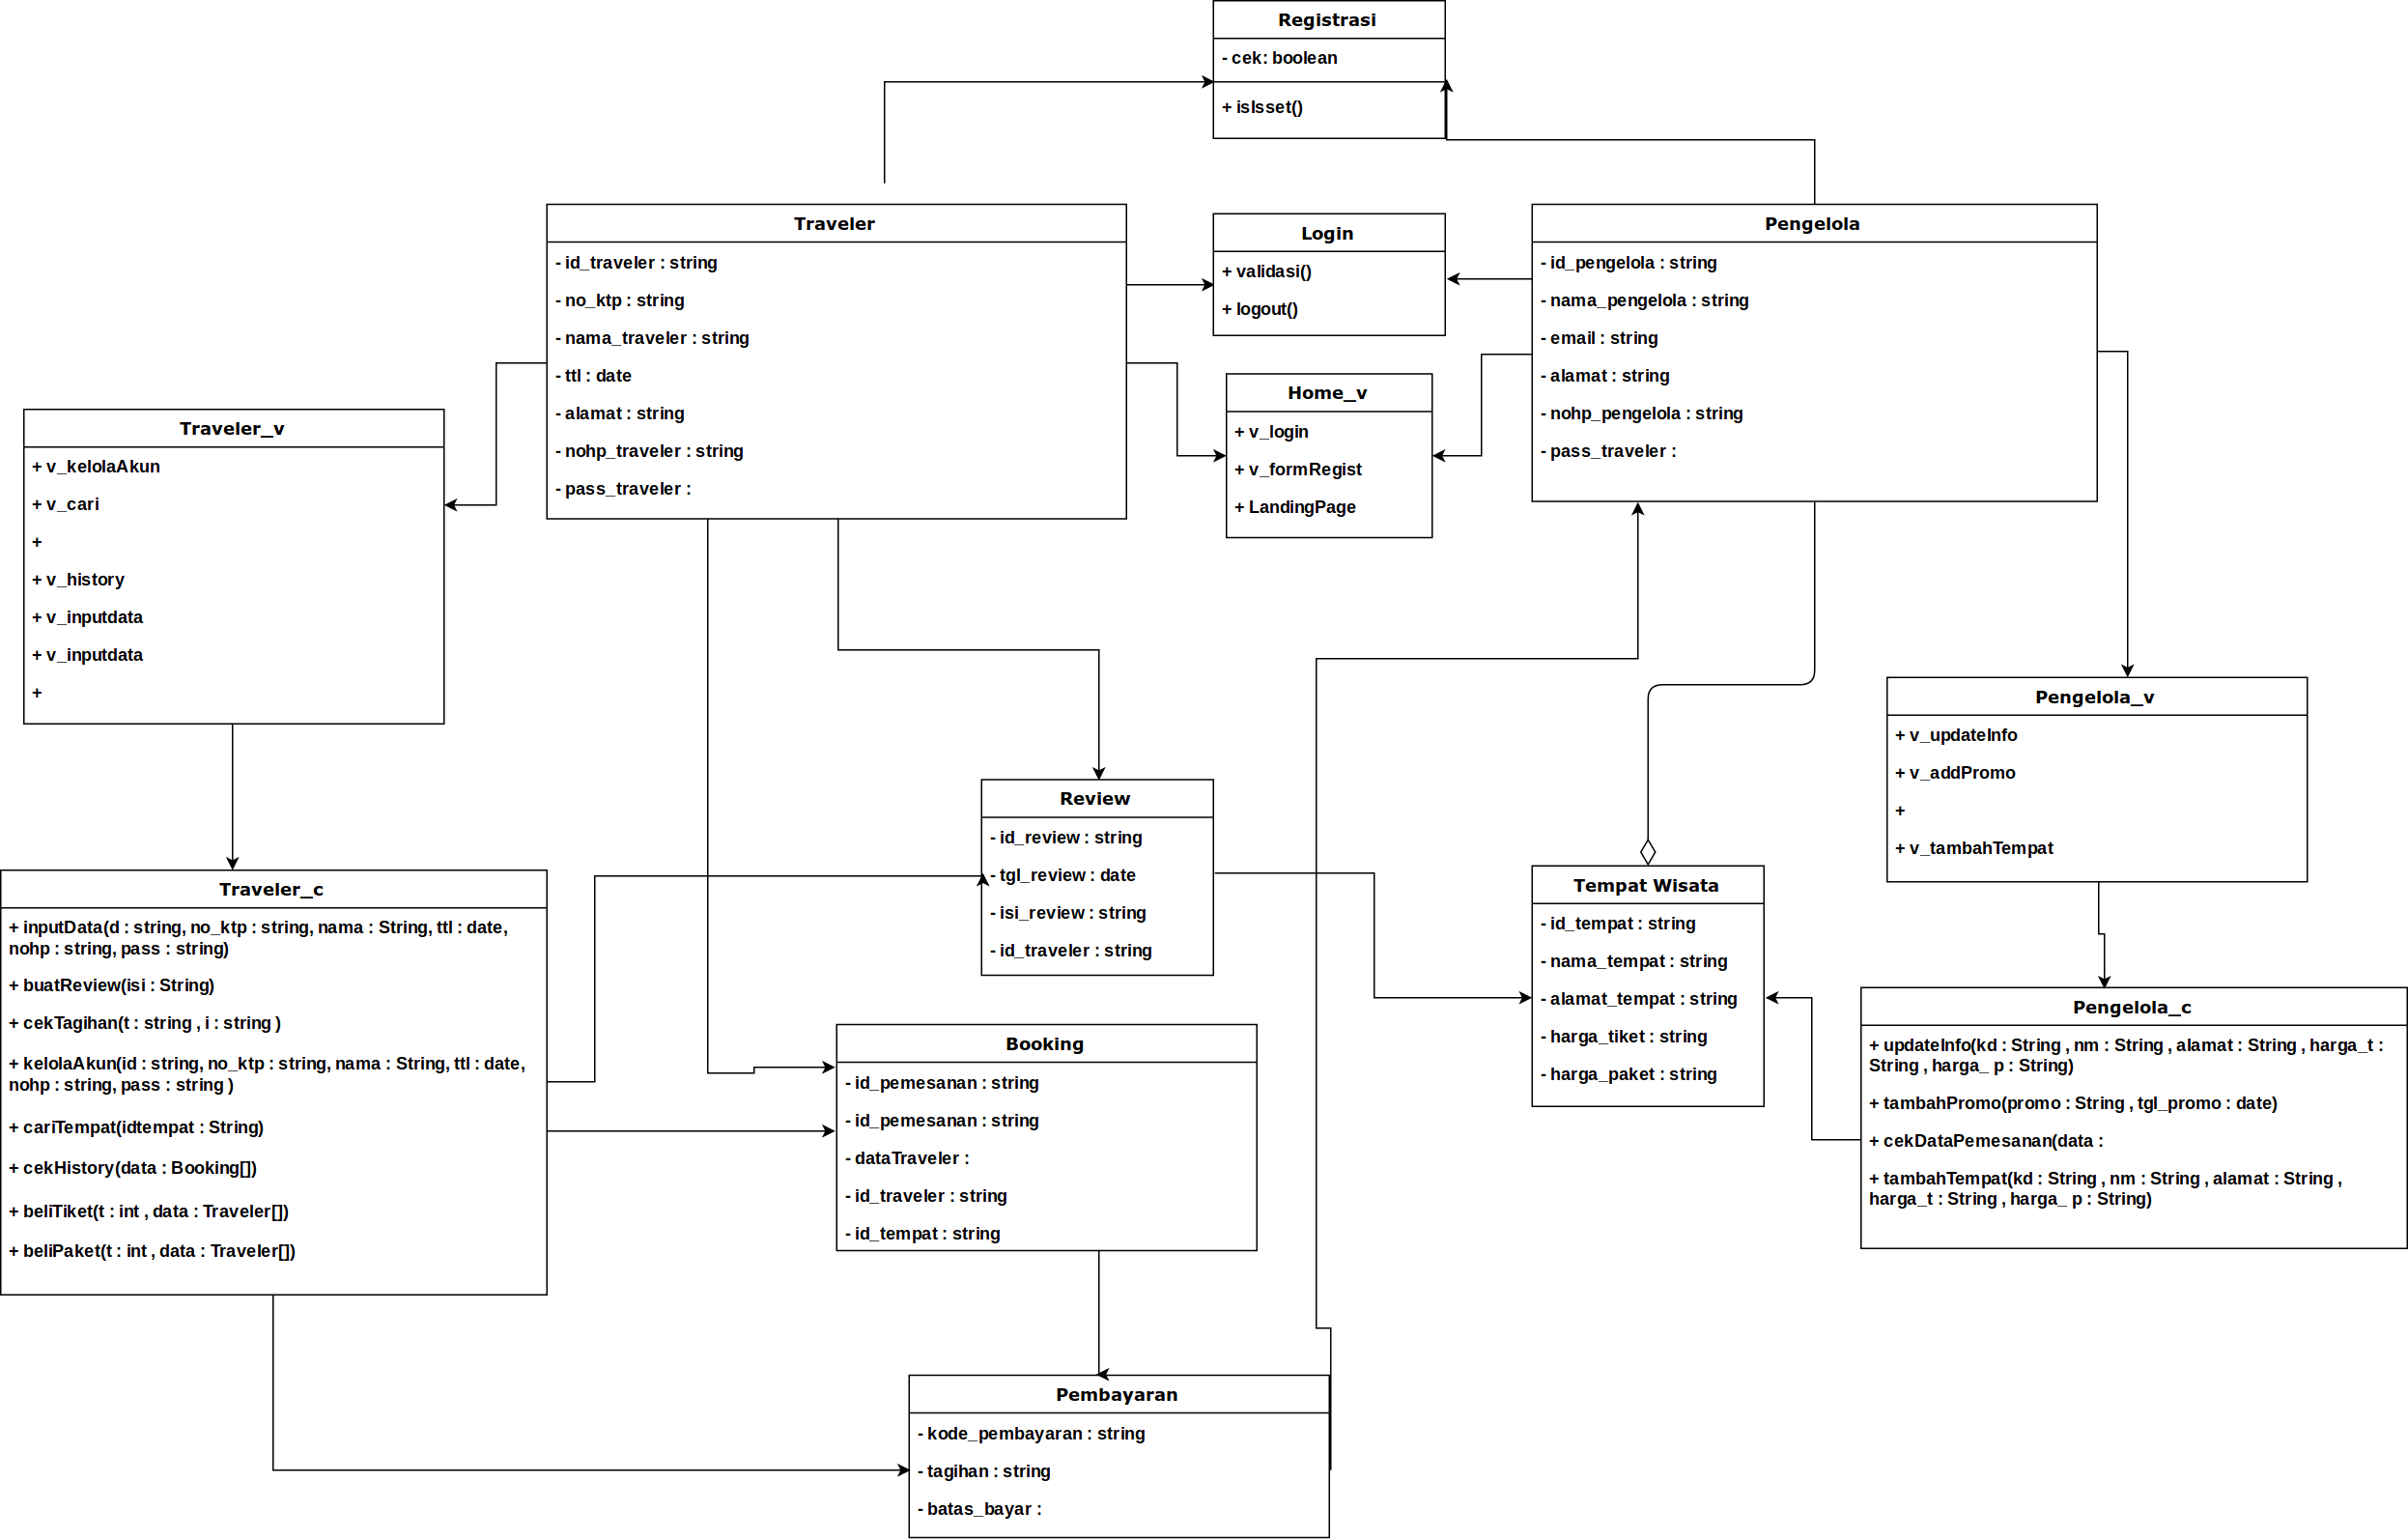 Registrasi
- cek: boolean
+ isIsset()
Traveler
- id_traveler : string
- no_ktp : string
- nama_traveler : string
- ttl : date
- alamat : string
- nohp_traveler : string
- pass_traveler :
Login
+ validasi()
+ logout()
Pengelola
- id_pengelola : string
- nama_pengelola : string
- email : string
- alamat : string
- nohp_pengelola : string
- pass_traveler :
Home_v
+ v_login
+ v_formRegist
+ LandingPage
Traveler_v
+ v_kelolaAkun
+ v_cari
+
+ v_history
+ v_inputdata
+ v_inputdata
+
Pengelola_v
+ v_updateInfo
+ v_addPromo
+
+ v_tambahTempat
Review
- id_review : string
- tgl_review : date
- isi_review : string
- id_traveler : string
Tempat Wisata
- id_tempat : string
- nama_tempat : string
- alamat_tempat : string
- harga_tiket : string
- harga_paket : string
Traveler_c
+ inputData(d : string, no_ktp : string, nama : String, ttl : date,
nohp : string, pass : string)
+ buatReview(isi : String)
+ cekTagihan(t : string , i : string )
+ kelolaAkun(id : string, no_ktp : string, nama : String, ttl : date,
nohp : string, pass : string )
+ cariTempat(idtempat : String)
+ cekHistory(data : Booking[])
+ beliTiket(t : int , data : Traveler[])
+ beliPaket(t : int , data : Traveler[])
Pengelola_c
+ updateInfo(kd : String , nm : String , alamat : String , harga_t :
String , harga_ p : String)
+ tambahPromo(promo : String , tgl_promo : date)
+ cekDataPemesanan(data :
+ tambahTempat(kd : String , nm : String , alamat : String ,
harga_t : String , harga_ p : String)
Booking
- id_pemesanan : string
- id_pemesanan : string
- dataTraveler :
- id_traveler : string
- id_tempat : string
Pembayaran
- kode_pembayaran : string
- tagihan : string
- batas_bayar :